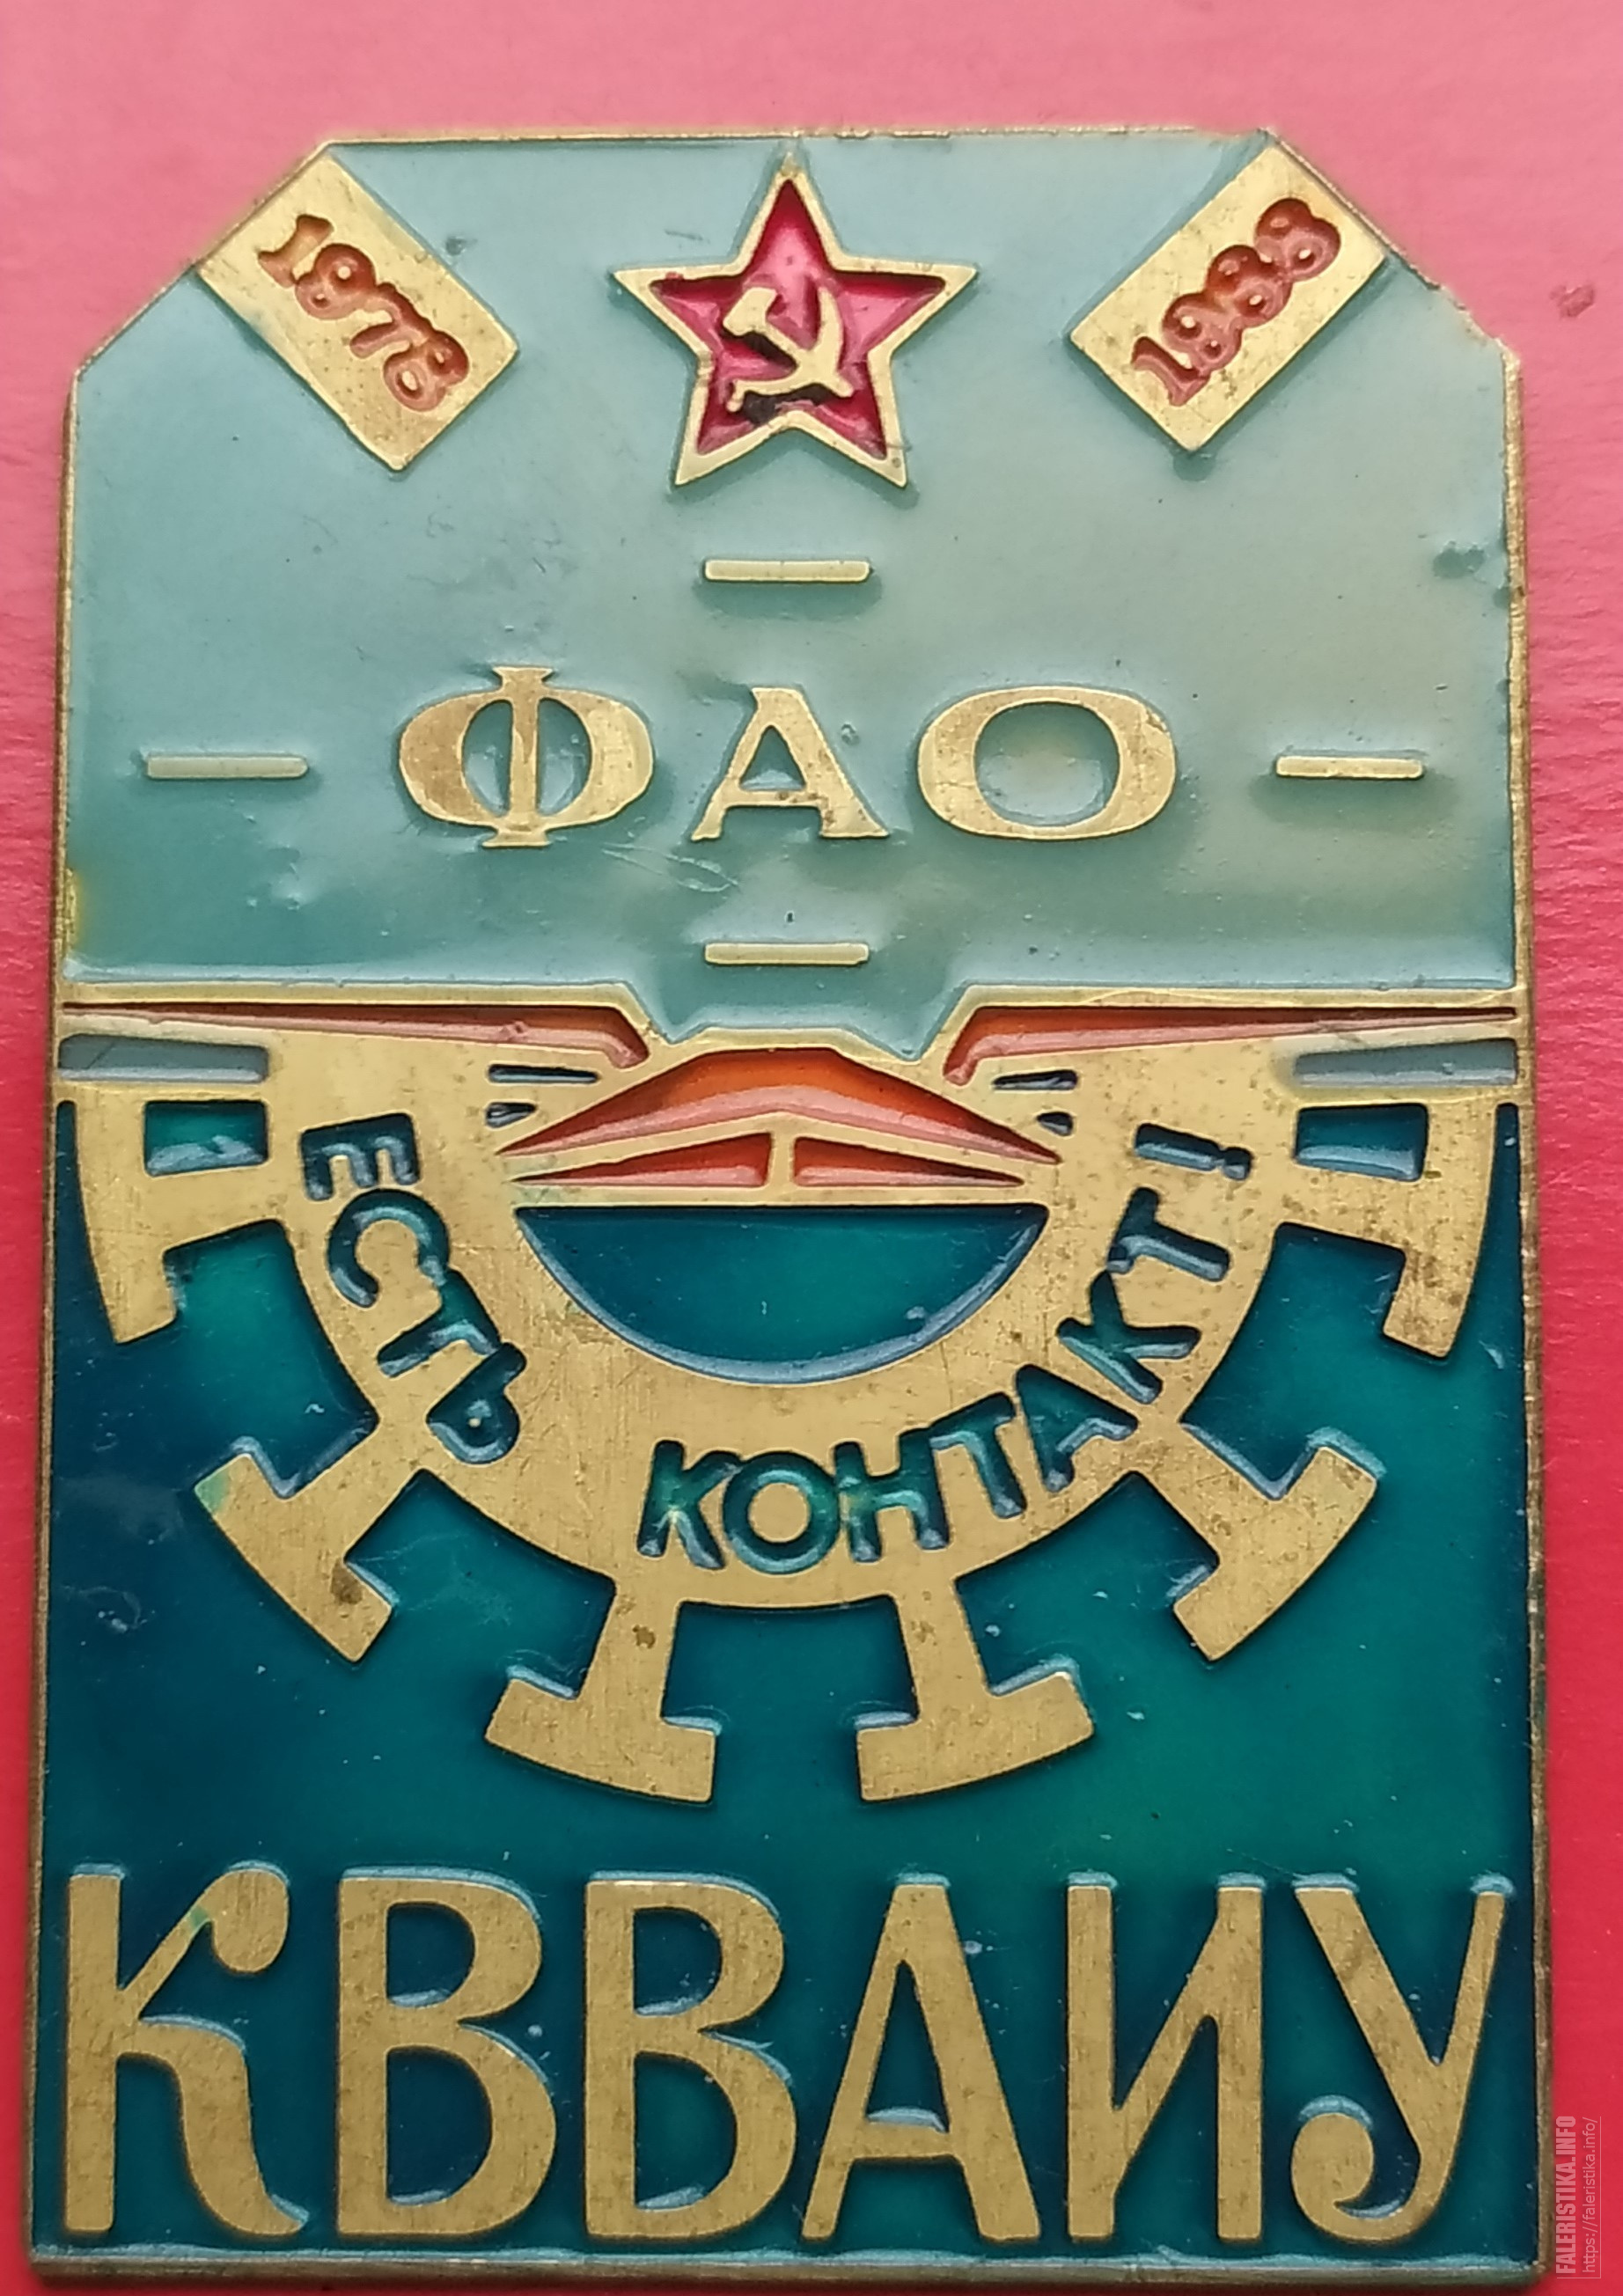 1978
1988
ФАО
ЕСТЬ КОНТАКТ!
КВВАИУ
FALERISTIKA.INFO
https://faleristika.info/